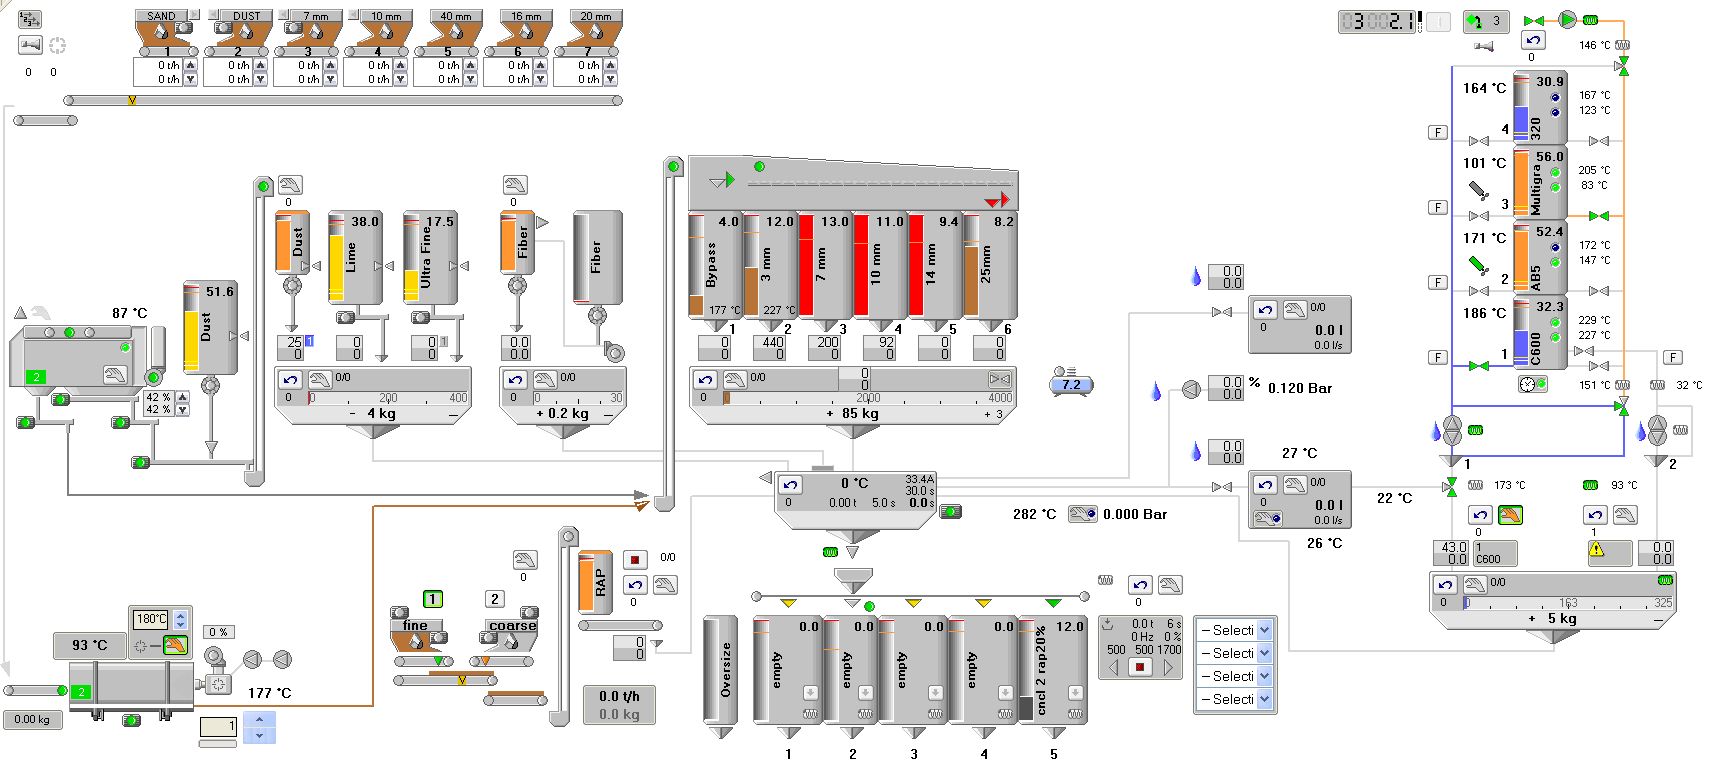 SAND DUST 7 mm 10 mm 40 mm 16 mm 20 mm
1 2 3 4 5 6 7
0 t/h 0 t/h 0 t/h 0 t/h 0 t/h 0 t/h 0 t/h
0 t/h 0 t/h 0 t/h 0 t/h 0 t/h 0 t/h 0 t/h
0 0
3
0
146 °C
164 °C 30.9 167 °C
123 °C
F 4 320
101 °C 56.0 205 °C
83 °C
F 3 Multigra
171 °C 52.4 172 °C
147 °C
F 2 AB5
186 °C 32.3 229 °C
227 °C
F 1 C600 F
151 °C 32 °C
0 0
Dust 38.0 Lime 17.5 Ultra Fine Fiber Fiber
4.0 12.0 13.0 11.0 9.4 8.2
Bypass 3 mm 7 mm 10 mm 14 mm 25mm
177 °C 227 °C
1 2 3 4 5 6
87 °C 51.6 Dust
2
42 %
42 %
25 1 0 0 1 0.0 0 440 200 92 0 0
0 0 0 0.0 0 0 0 0 0 0
0/0 0/0 0/0 0
0
0 0 200 400 0 0 30 0 0 2000 4000
- 4 kg – + 0.2 kg – + 85 kg + 3
7.2
0.0
0.0
0/0
0 0.0 l
0.0 l/s
0.0 % 0.120 Bar
0.0
0.0
0.0
27 °C
0 °C 33.4A
30.0 s
0 0.00 t 5.0 s 0.0 s
282 °C 0.000 Bar
0/0
0 0.0 l
0.0 l/s
26 °C
22 °C
1 2
173 °C 93 °C
0 1
43.0 1 0.0
0.0 C600 0.0
0/0
0 0 163 325
+ 5 kg –
180°C
93 °C
0 %
2
177 °C
0.00 kg
1
0
1 2
fine coarse
RAP 0/0
0
0
0
0.0 t/h
0.0 kg
0
0.0 0.0 0.0 0.0 12.0
Oversize empty empty empty empty cncl 2 rap20%
1 2 3 4 5
0.0 t 6 s
0 Hz 0 %
500 500 1700
– Selecti
– Selecti
– Selecti
– Selecti